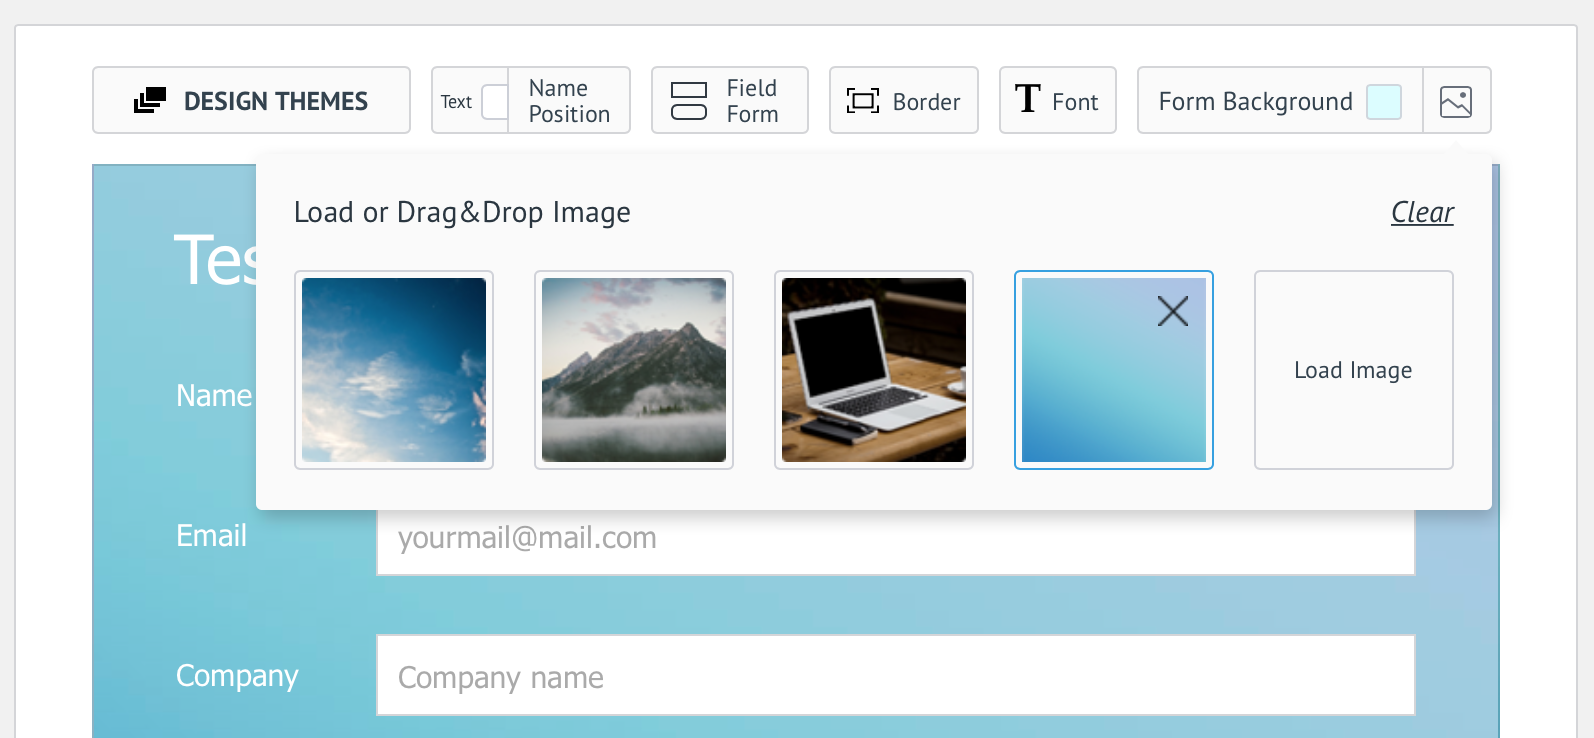 DESIGN THEMES
Text
Name
Position
Field
Form
Border
T Font
Form Background
Load or Drag&Drop Image
Clear
Load Image
Tes
Name
Email
yourmail@mail.com
Company
Company name